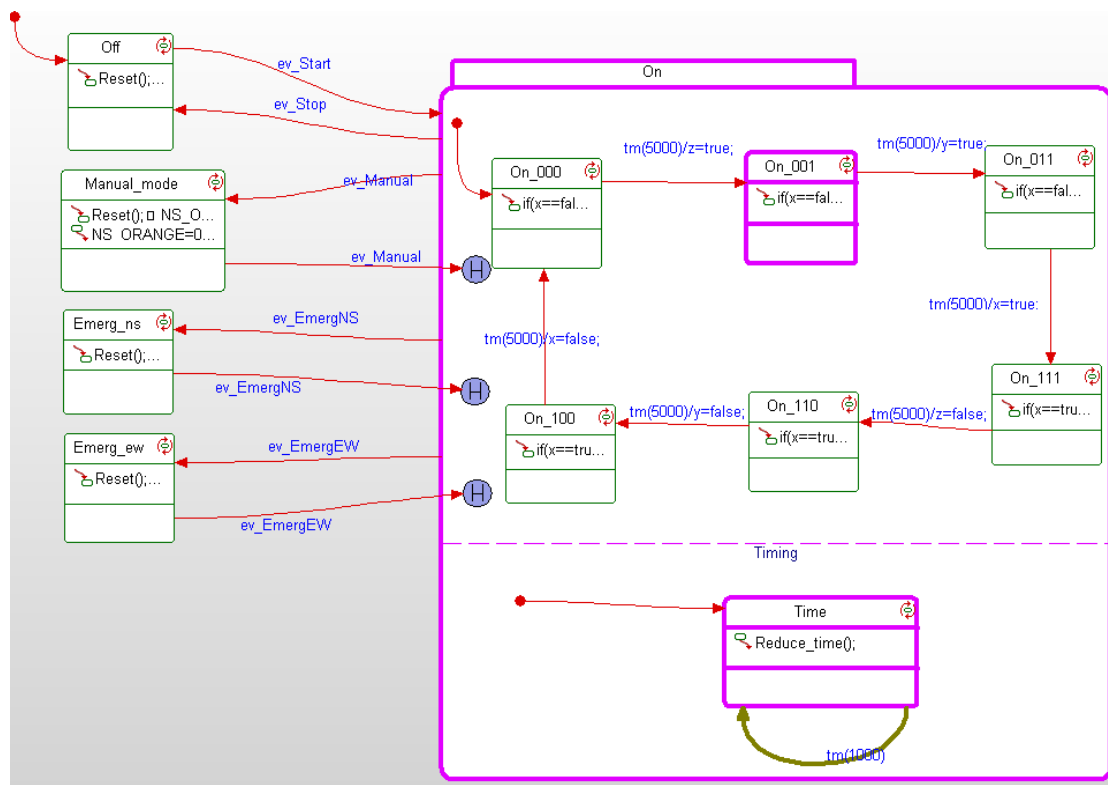 Off
Reset();...
ev_Start
ev_Stop
On
Manual_mode
Reset();▯ NS_O...
NS_ORANGE=0...
ev_Manual
ev_Manual
Emerg_ns
Reset();...
ev_EmergNS
ev_EmergNS
Emerg_ew
Reset();...
ev_EmergEW
ev_EmergEW
On_000
if(x==fal...
tm(5000)/z=true;
On_001
if(x==fal...
tm(5000)/y=true;
On_011
if(x==fal...
tm(5000)/x=true;
On_111
if(x==tru...
tm(5000)/z=false;
On_110
if(x==tru...
tm(5000)/y=false;
On_100
if(x==tru...
tm(5000)/x=false;
H
H
H
Timing
Time
Reduce_time();
tm(1000)